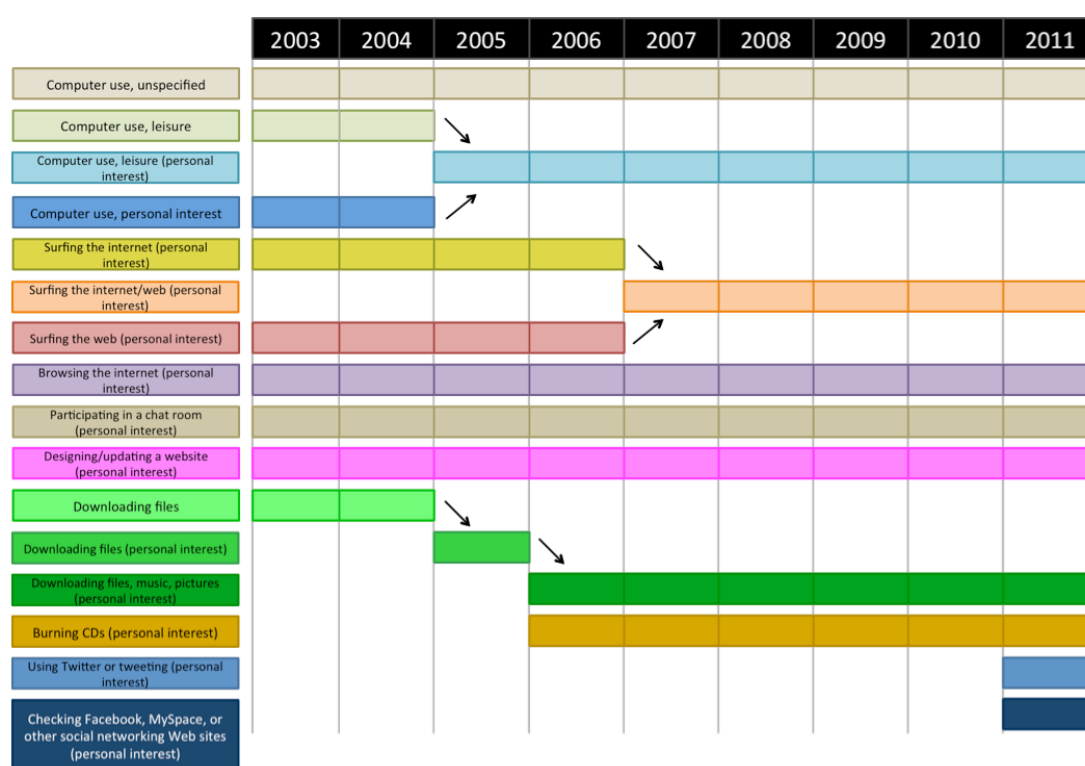 2003 2004 2005 2006 2007 2008 2009 2010 2011
Computer use, unspecified
Computer use, leisure
Computer use, leisure (personal
interest)
Computer use, personal interest
Surfing the internet (personal
interest)
Surfing the internet/web (personal
interest)
Surfing the web (personal interest)
Browsing the internet (personal
interest)
Participating in a chat room
(personal interest)
Designing/updating a website
(personal interest)
Downloading files
Downloading files (personal interest)
Downloading files, music, pictures
(personal interest)
Burning CDs (personal interest)
Using Twitter or tweeting (personal
interest)
Checking Facebook, MySpace, or
other social networking Web sites
(personal interest)